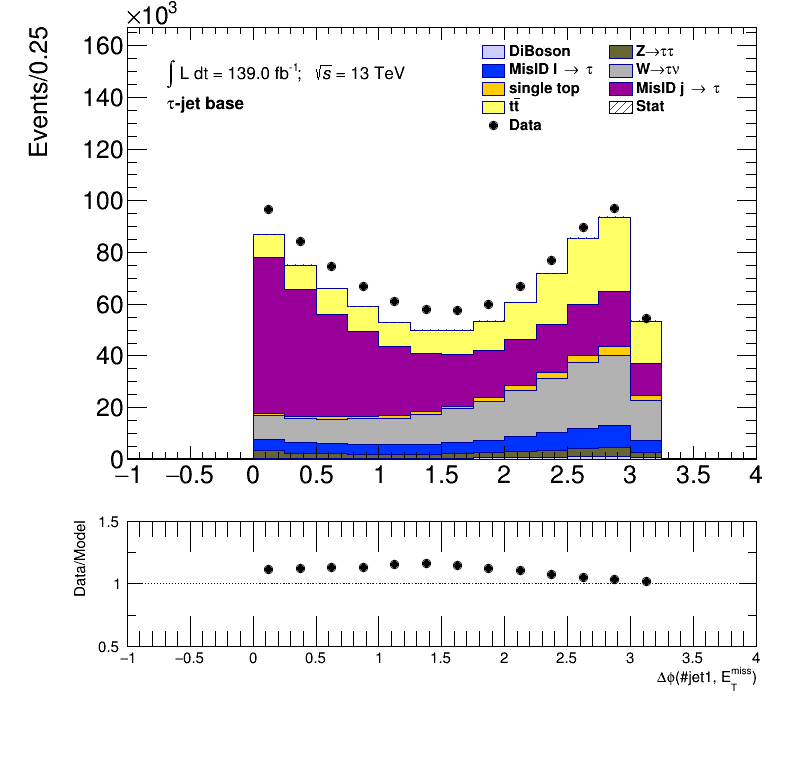 ×10³
Events/0.25
160
140
120
100
80
60
40
20
0
∫ L dt = 139.0 fb⁻¹; √s = 13 TeV
τ-jet base
DiBoson
Z→ττ
MisID l → τ
W→τν
single top
MisID j → τ
tt̄
Stat
Data
−1 −0.5 0 0.5 1 1.5 2 2.5 3 3.5 4
Data/Model
1.5
1
0.5
−1 −0.5 0 0.5 1 1.5 2 2.5 3 3.5 4
Δϕ(#jet1, E_T^miss)